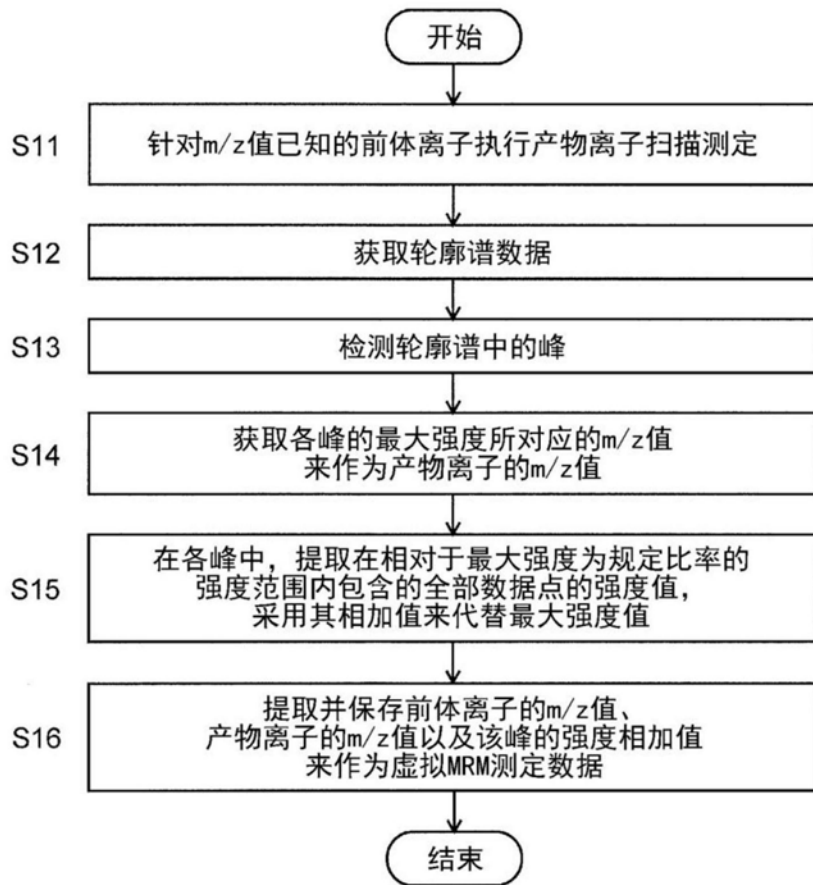 开始
S11
针对m/z值已知的前体离子执行产物离子扫描测定
S12
获取轮廓谱数据
S13
检测轮廓谱中的峰
S14
获取各峰的最大强度所对应的m/z值
来作为产物离子的m/z值
S15
在各峰中，提取在相对于最大强度为规定比率的
强度范围内包含的全部数据点的强度值，
采用其相加值来代替最大强度值
S16
提取并保存前体离子的m/z值、
产物离子的m/z值以及该峰的强度相加值
来作为虚拟MRM测定数据
结束